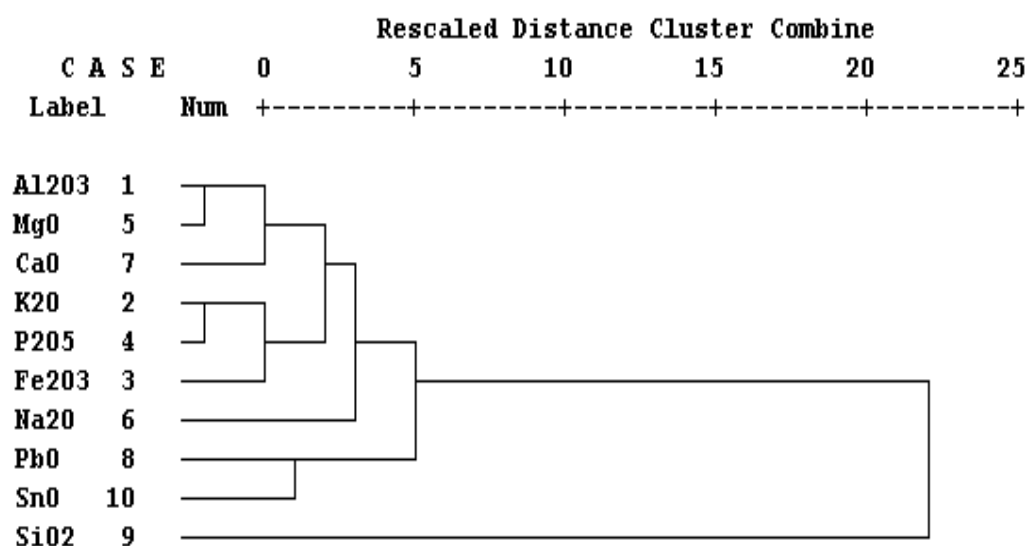 Rescaled Distance Cluster Combine
C A S E 0 5 10 15 20 25
Label Num +---------+---------+---------+---------+---------+
Al2O3 1
MgO 5
CaO 7
K2O 2
P2O5 4
Fe2O3 3
Na2O 6
PbO 8
SnO 10
SiO2 9